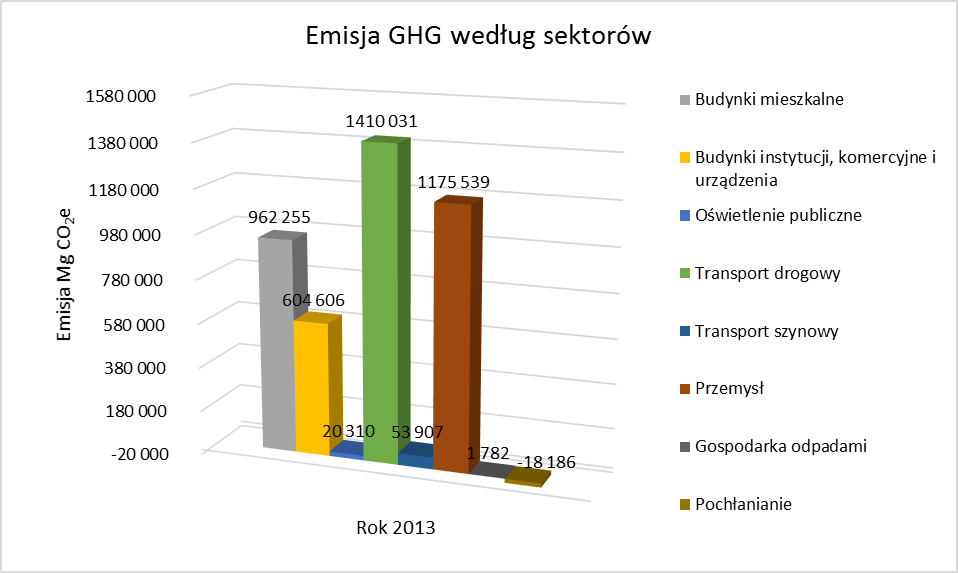 Emisja GHG według sektorów
Emisja Mg CO₂e
1580 000
1380 000
1180 000
980 000
780 000
580 000
380 000
180 000
-20 000
962 255
604 606
20 310
1410 031
53 907
1175 539
1 782
-18 186
Rok 2013
Budynki mieszkalne
Budynki instytucji, komercyjne i
urządzenia
Oświetlenie publiczne
Transport drogowy
Transport szynowy
Przemysł
Gospodarka odpadami
Pochłanianie